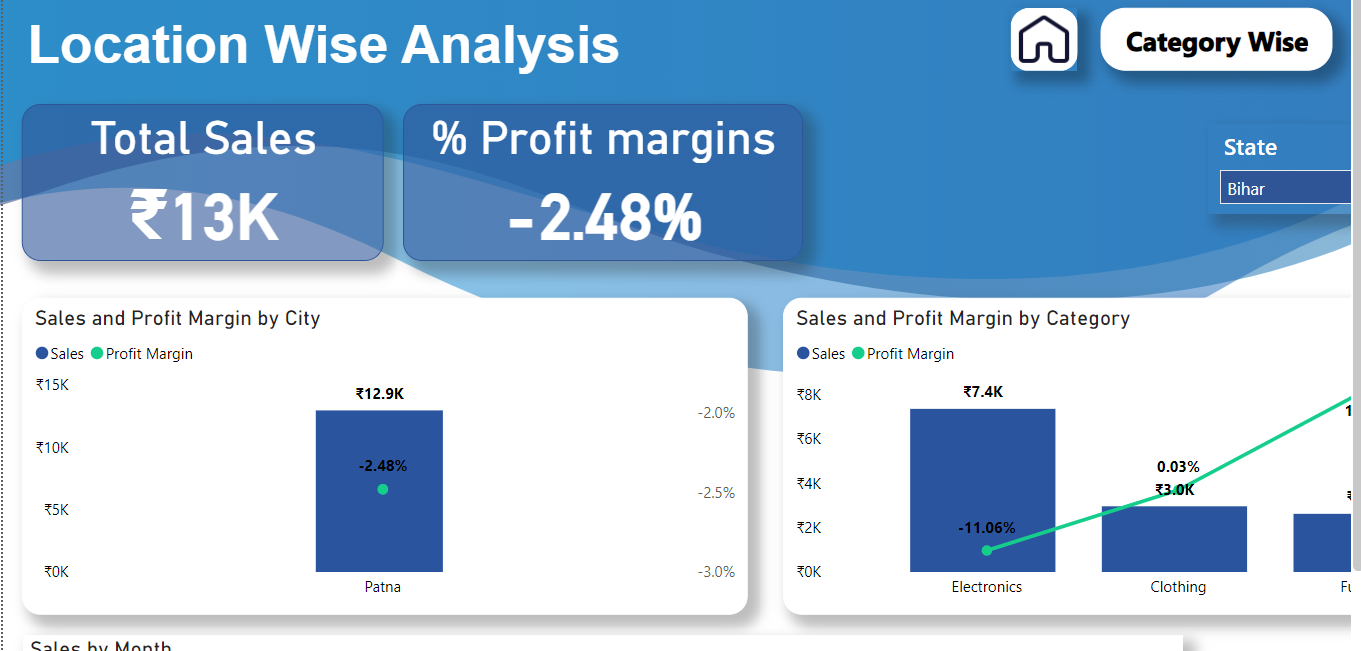 Location Wise Analysis
Category Wise
Total Sales
₹13K
% Profit margins
-2.48%
State
Bihar
Sales and Profit Margin by City
Sales Profit Margin
₹15K
₹10K
₹5K
₹0K
₹12.9K
-2.48%
-2.0%
-2.5%
-3.0%
Patna
Sales and Profit Margin by Category
Sales Profit Margin
₹8K
₹6K
₹4K
₹2K
₹0K
₹7.4K
-11.06%
0.03%
₹3.0K
Electronics
Clothing
Sales by Month